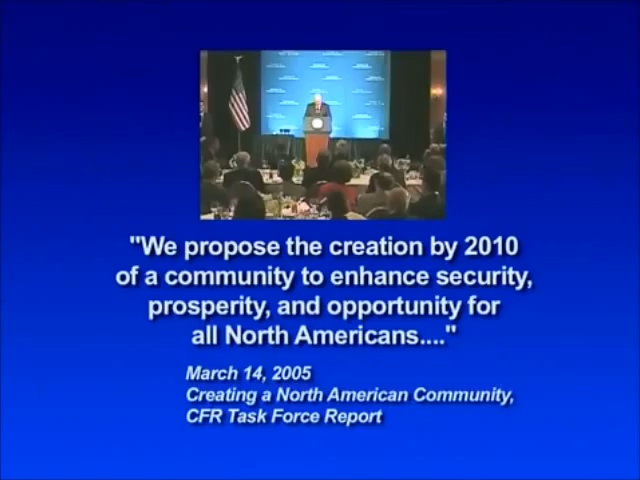 "We propose the creation by 2010
of a community to enhance security,
prosperity, and opportunity for
all North Americans...."
March 14, 2005
Creating a North American Community,
CFR Task Force Report